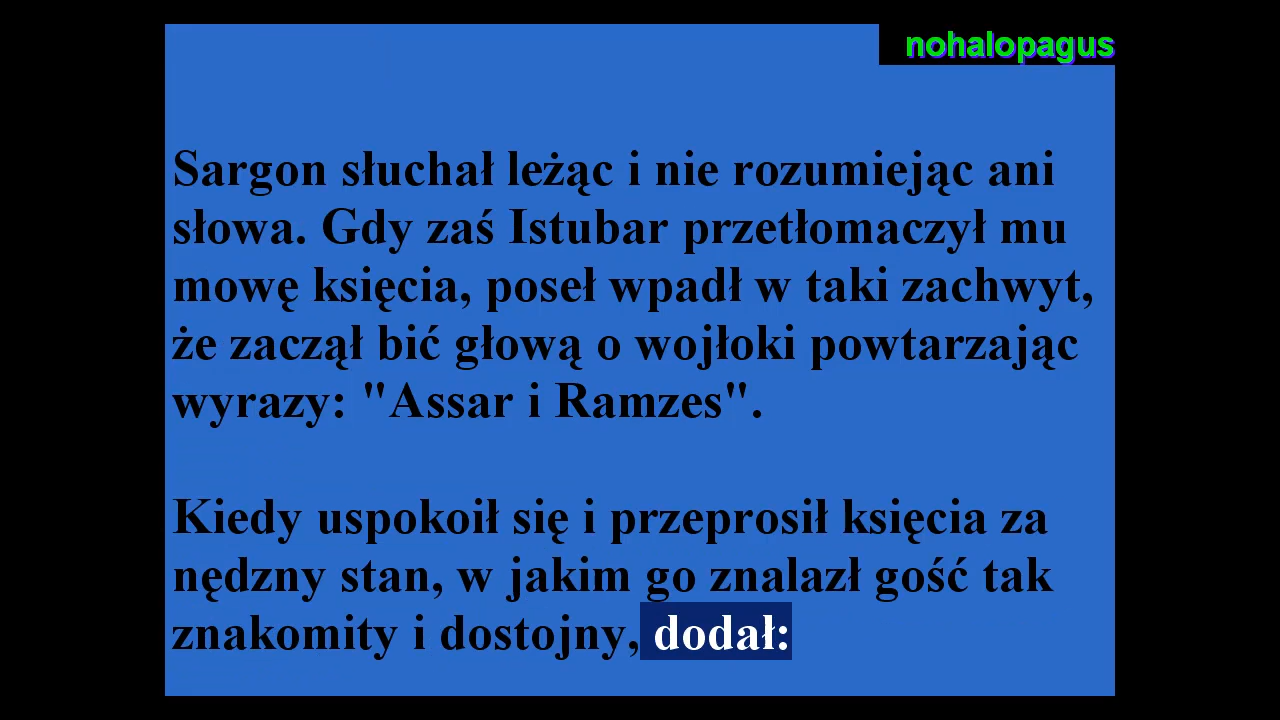 nohalopagus
Sargon słuchał leżąc i nie rozumiejąc ani
słowa. Gdy zaś Istubar przetłomaczył mu
mowę księcia, poseł wpadł w taki zachwyt,
że zaczął bić głową o wojłoki powtarzając
wyrazy: "Assar i Ramzes".
Kiedy uspokoił się i przeprosił księcia za
nędzny stan, w jakim go znalazł gość tak
znakomity i dostojny, dodał: